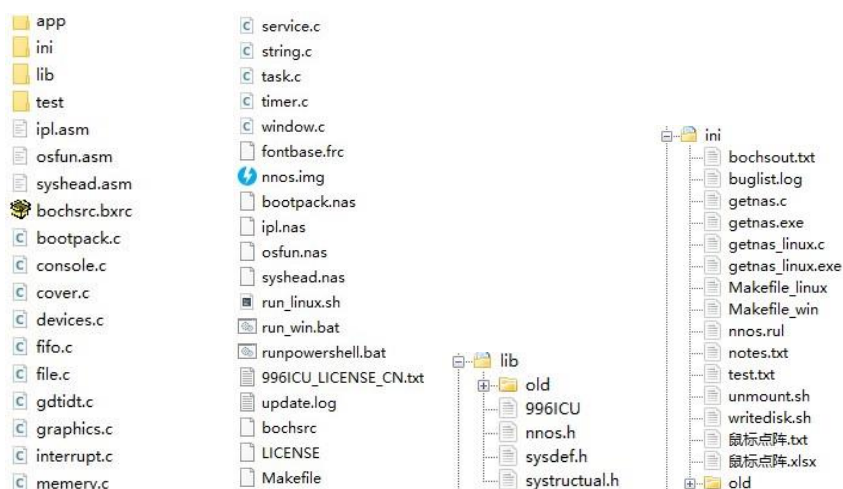 app
ini
lib
test
ipl.asm
osfun.asm
syshead.asm
bochsrc.bxrc
bootpack.c
console.c
cover.c
devices.c
fifo.c
file.c
gdtidt.c
graphics.c
interrupt.c
memory.c
service.c
string.c
task.c
timer.c
window.c
fontbase.frc
nnos.img
bootpack.nas
ipl.nas
osfun.nas
syshead.nas
run_linux.sh
run_win.bat
runpowershell.bat
996ICU_LICENSE_CN.txt
update.log
bochsrc
LICENSE
Makefile
lib
old
996ICU
nnos.h
sysdef.h
systructual.h
ini
bochsout.txt
buglist.log
getnas.c
getnas.exe
getnas_linux.c
getnas_linux.exe
Makefile_linux
Makefile_win
nnos.rul
notes.txt
test.txt
unmount.sh
writedisk.sh
鼠标点阵.txt
鼠标点阵.xlsx
old